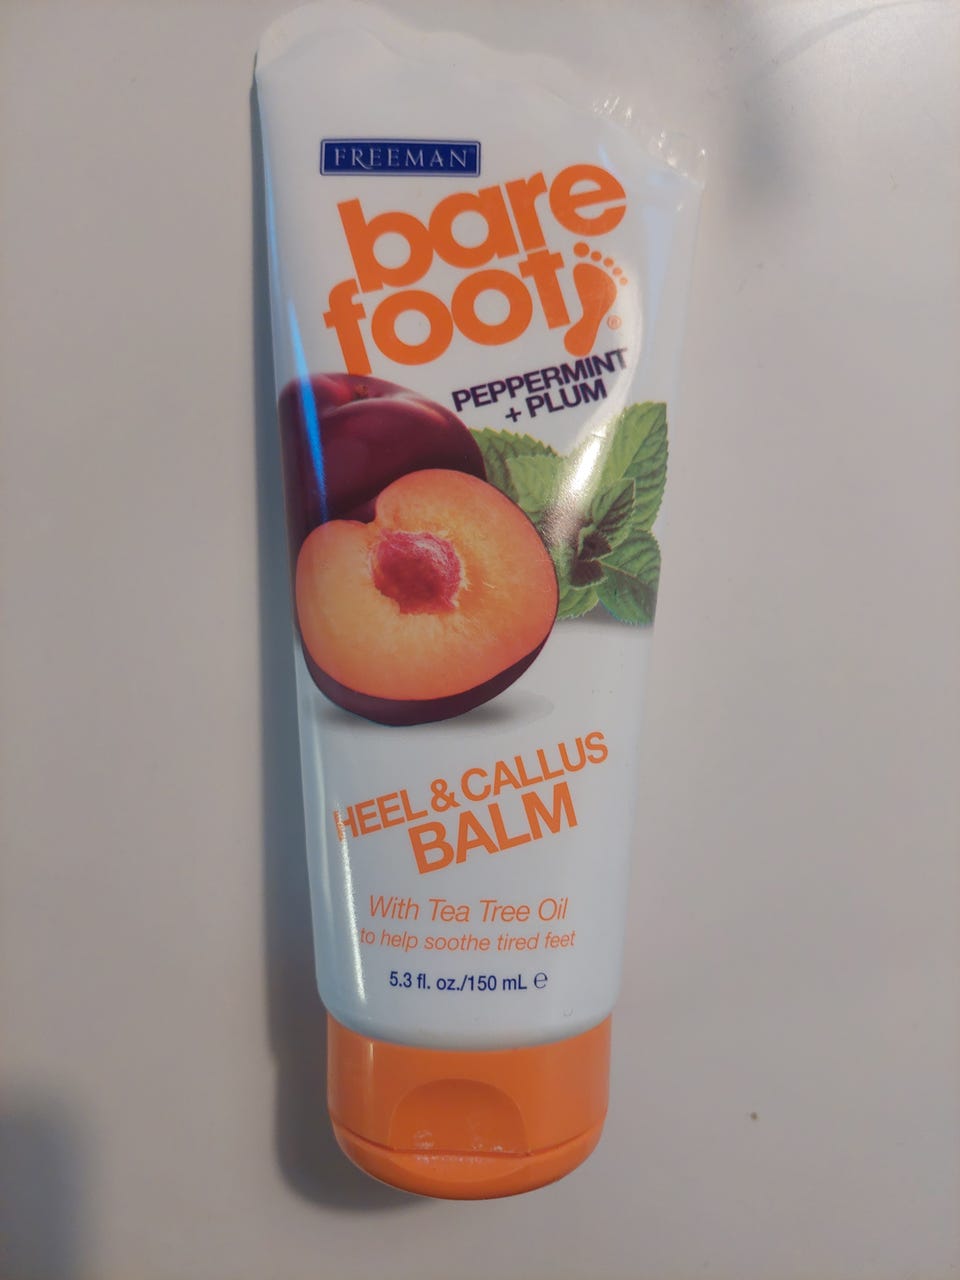 FREEMAN
bare
foot®
PEPPERMINT
+ PLUM
HEEL & CALLUS
BALM
With Tea Tree Oil
to help soothe tired feet
5.3 fl. oz./150 mL ℮